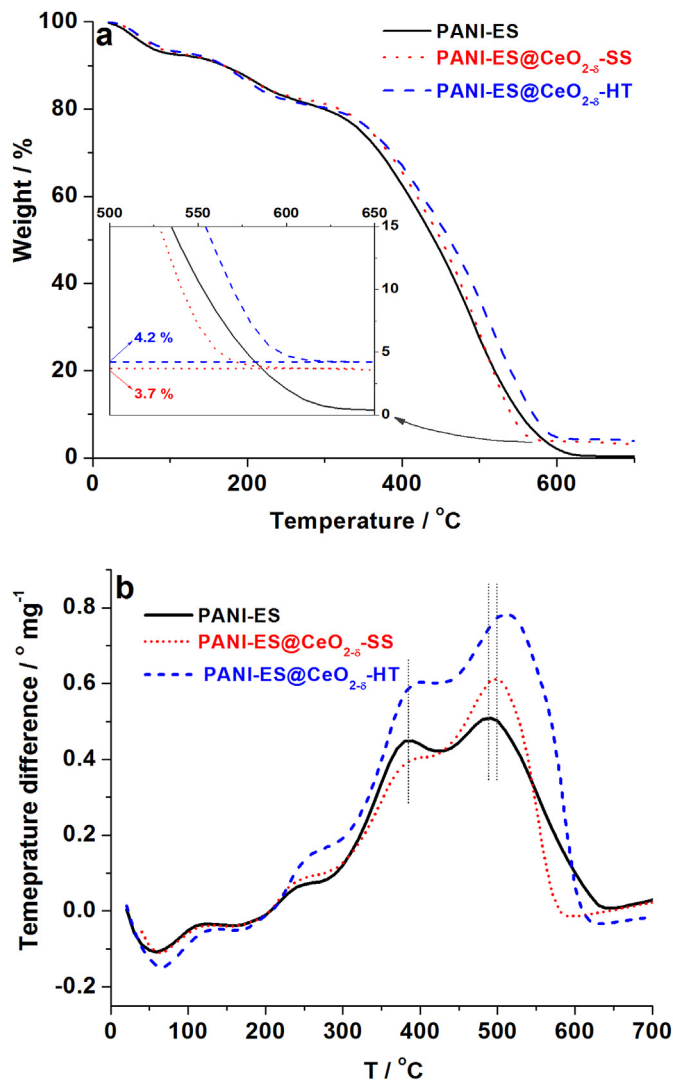 a
PANI-ES
PANI-ES@CeO2-δ-SS
PANI-ES@CeO2-δ-HT
100
80
60
40
20
0
Weight / %
500 550 600 650
15
10
5
0
4.2 %
3.7 %
0 200 400 600
Temperature / °C
b
PANI-ES
PANI-ES@CeO2-δ-SS
PANI-ES@CeO2-δ-HT
0.8
0.6
0.4
0.2
0.0
-0.2
Temeprature difference / ° mg-1
0 100 200 300 400 500 600 700
T / °C